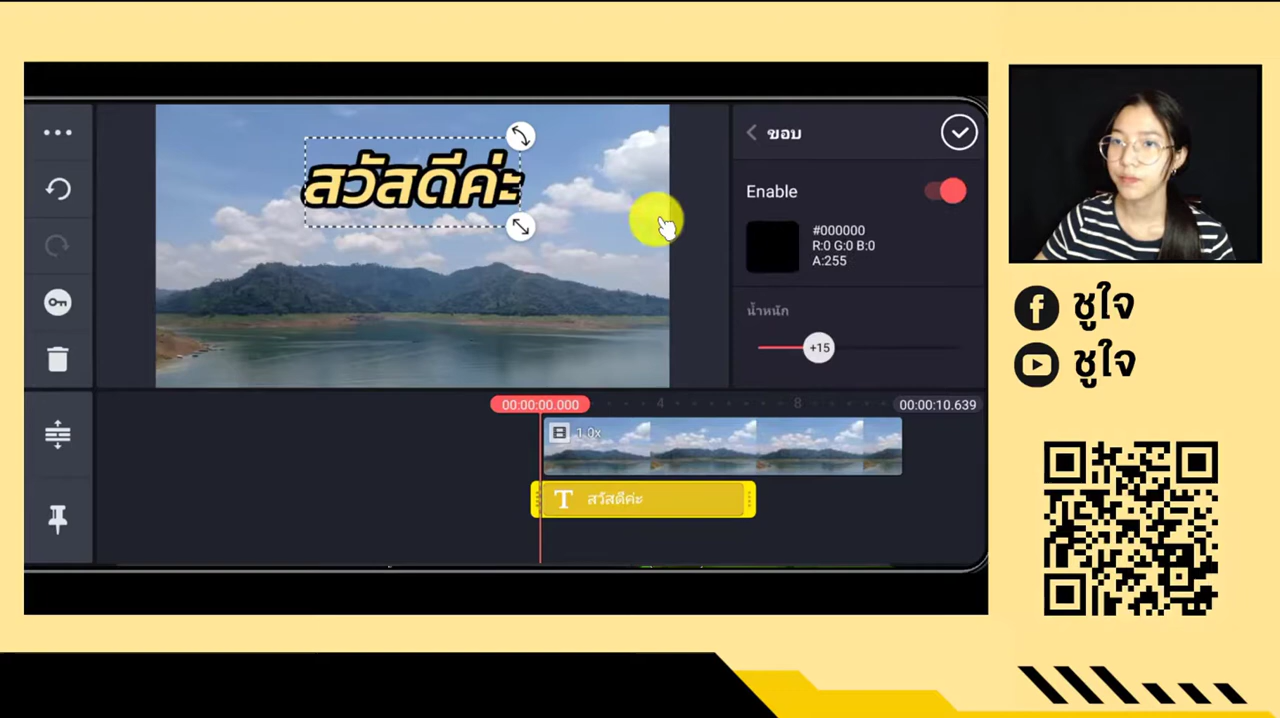 สวัสดีค่ะ
ขอบ
Enable
#000000
R:0 G:0 B:0
A:255
น้ำหนัก
+15
00:00:00.000
4
8
00:00:10.639
1.0x
T สวัสดีค่ะ
ชูใจ
ชูใจ